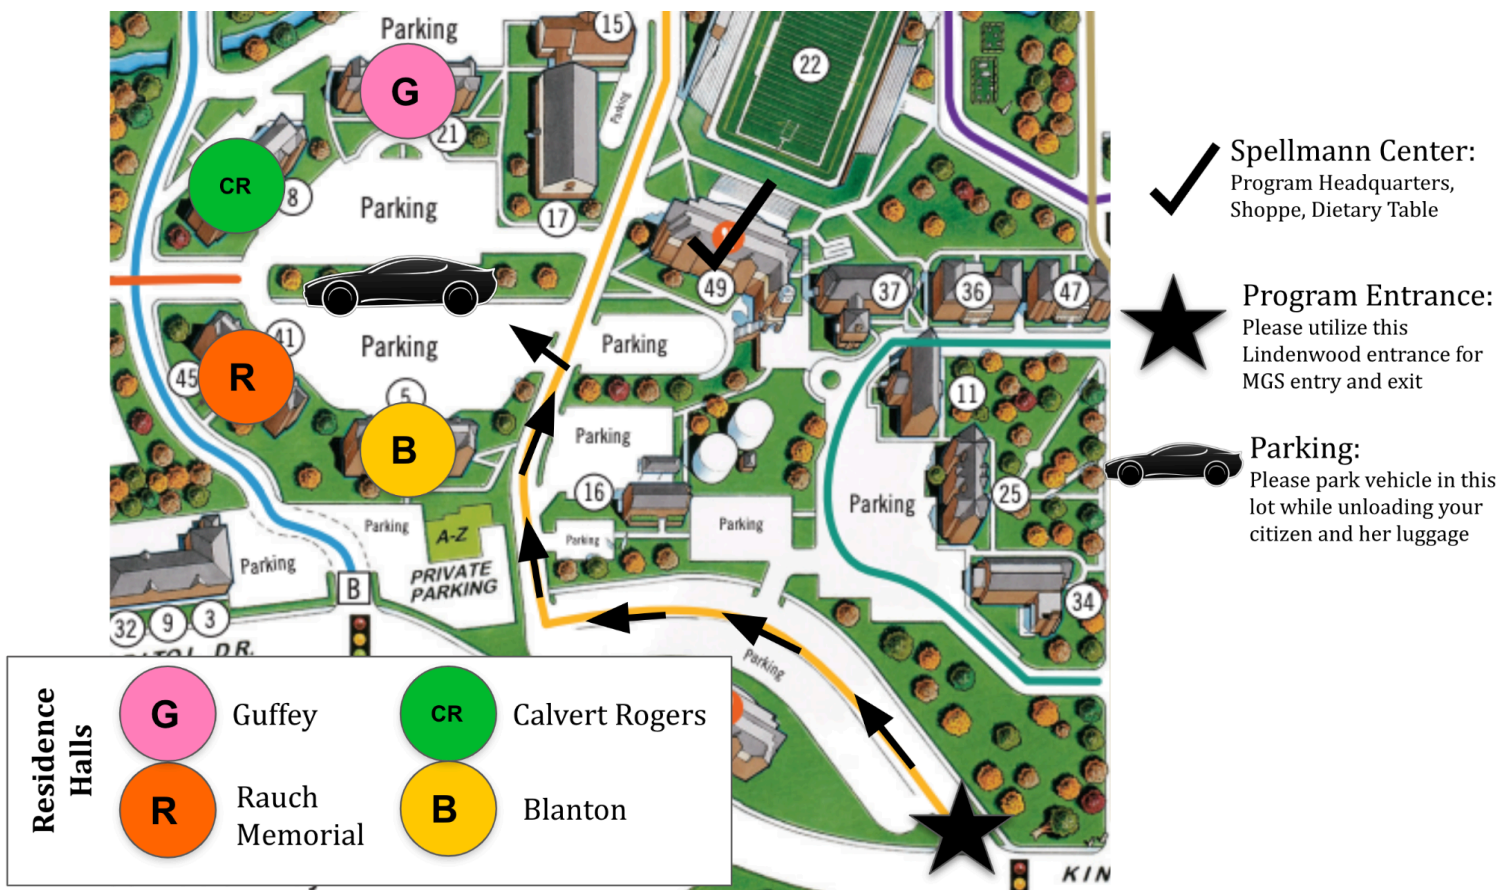 Parking
15
22
G
Parking
21
CR
8
Parking
17
49
37
36
47
41
Parking
Parking
45
R
5
11
B
Parking
16
25
Parking
Parking
Parking
A-Z
Parking
Parking
PRIVATE
PARKING
B
34
32
9
3
DR.
Parking
KIN
Spellmann Center:
Program Headquarters,
Shoppe, Dietary Table
Program Entrance:
Please utilize this
Lindenwood entrance for
MGS entry and exit
Parking:
Please park vehicle in this
lot while unloading your
citizen and her luggage
Residence
Halls
G
Guffey
CR
Calvert Rogers
R
Rauch
Memorial
B
Blanton